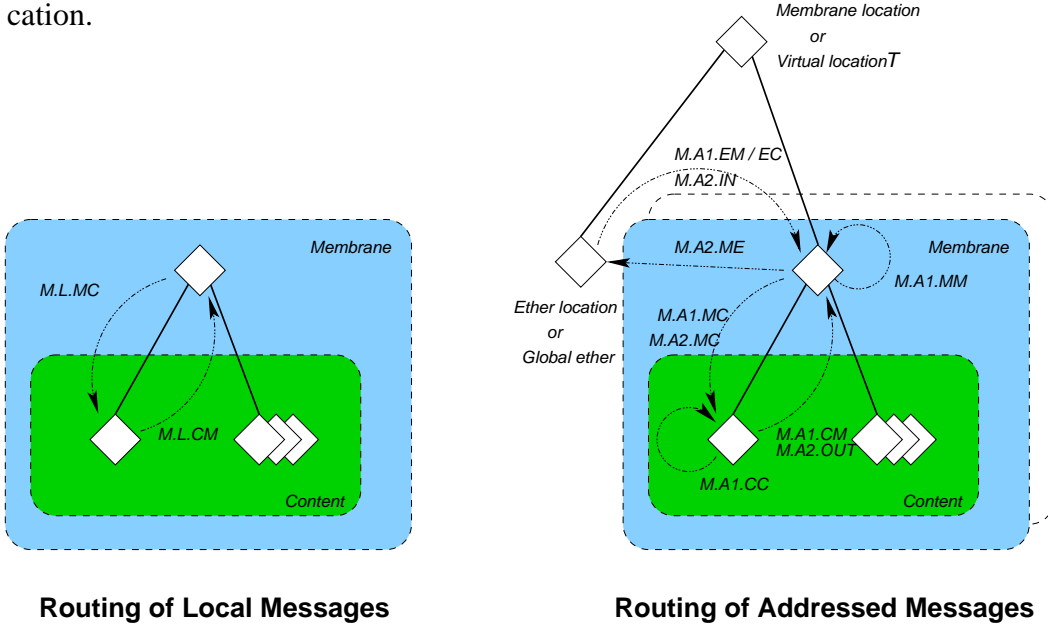 cation.
Membrane location
or
Virtual locationT
M.A1.EM / EC
M.A2.IN
Membrane
M.L.MC
M.L.CM
Content
M.A2.ME
Membrane
M.A1.MM
Ether location
or
Global ether
M.A1.MC
M.A2.MC
M.A1.CM
M.A2.OUT
M.A1.CC
Content
Routing of Local Messages
Routing of Addressed Messages